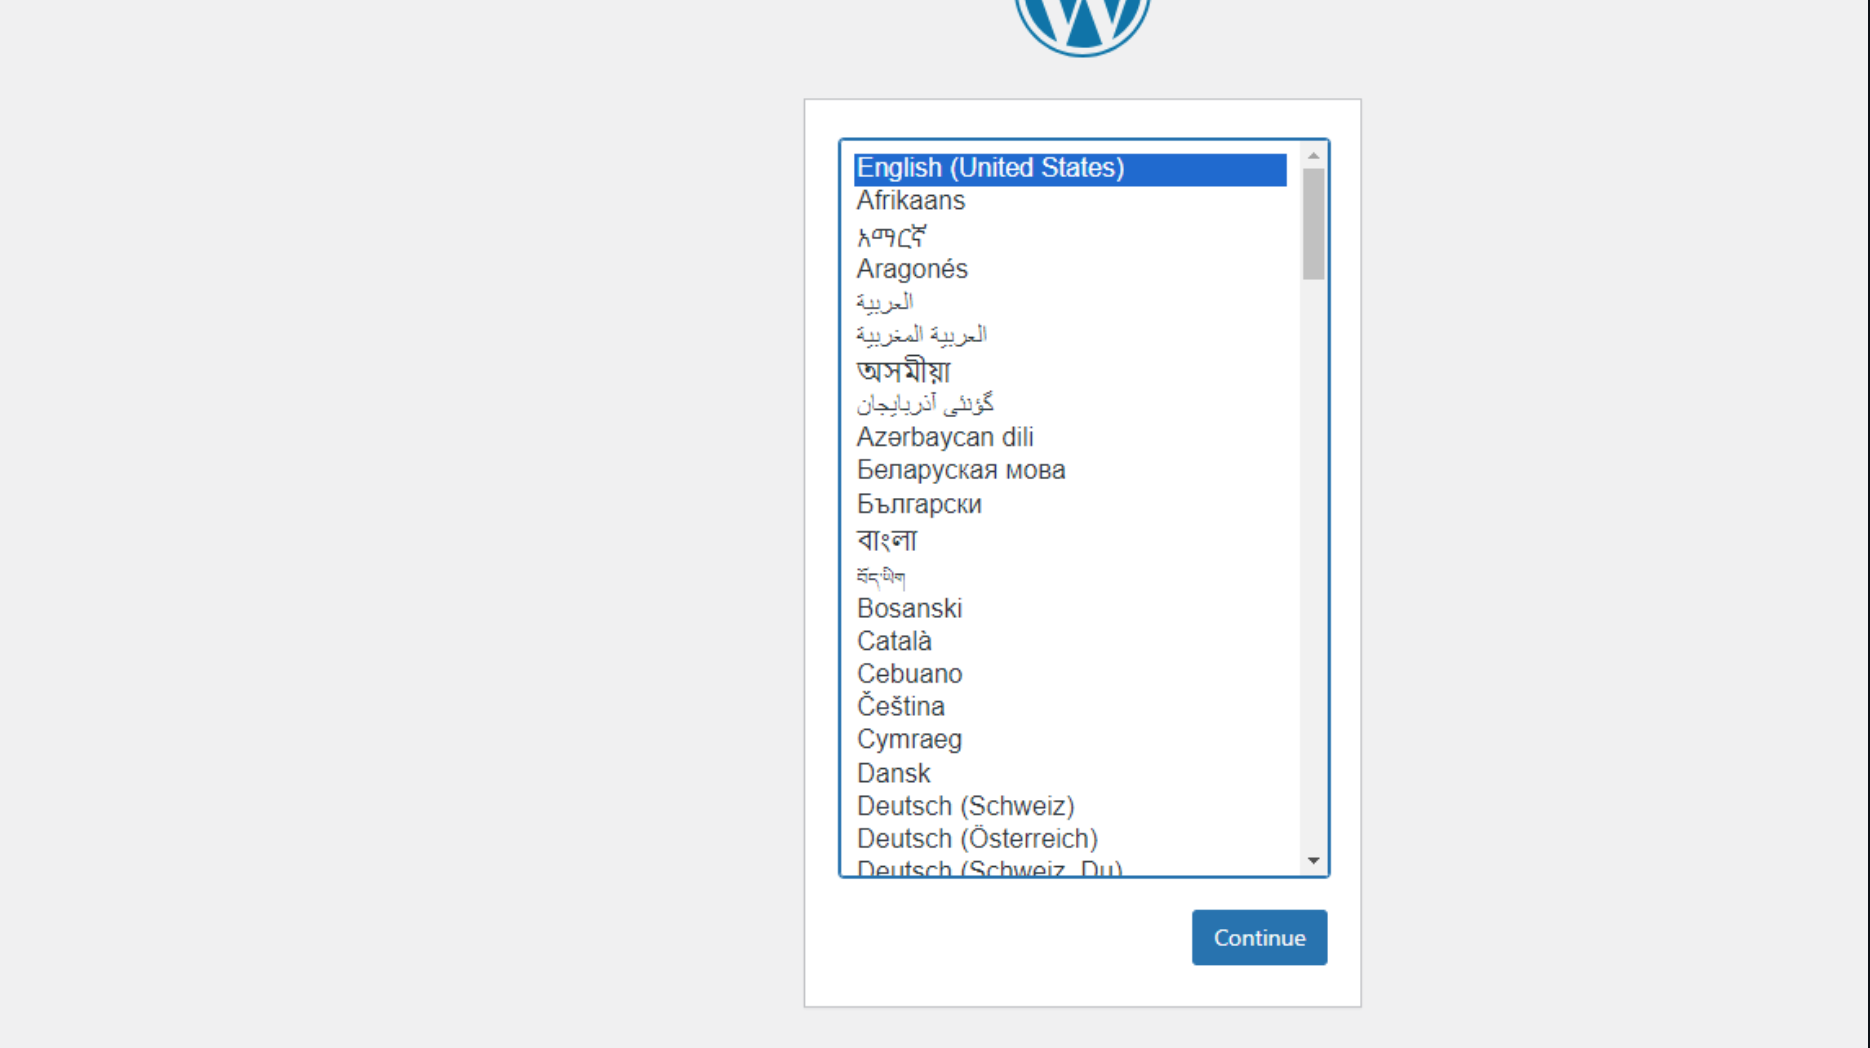 English (United States)
Afrikaans
አማርኛ
Aragonés
العربية
العربية المغربية
অসমীয়া
گؤنئی آذربایجان
Azərbaycan dili
Беларуская мова
Български
বাংলা
བོད་ཡིག
Bosanski
Català
Cebuano
Čeština
Cymraeg
Dansk
Deutsch (Schweiz)
Deutsch (Österreich)
Deutsch (Schweiz, Du)
Continue